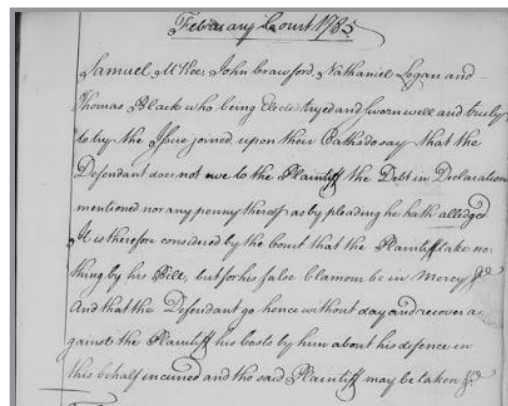 February Court 1785
Samuel McKee, John Crawford, Nathaniel Logan and
Thomas Black who being Elected tryed and sworn well and truly
to try the Issue joined upon their Oaths do say that the
Defendant does not owe to the Plaintiff the Debt in Declaration
mentioned nor any penny thereof as by pleading he hath alledged.
It is therefore considered by the Court that the Plaintiff take no-
thing by his Bill, but for his false Clamour be in Mercy &c
And that the Defendant go hence without day and recover a-
gainst the Plaintiff his Costs by him about his defence in
this behalf incurred and the said Plaintiff may be taken &c